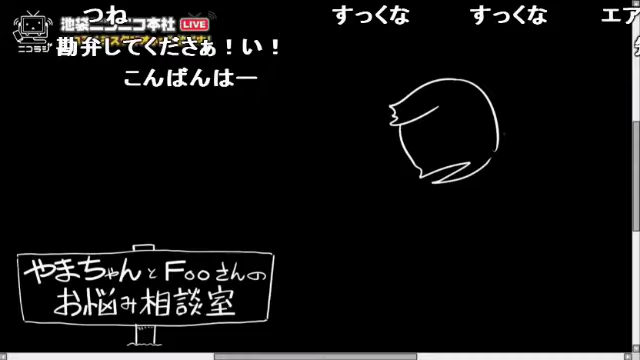 つね
すっくな
すっくな
エア
池袋ニコニコ本社 LIVE
ニコラジ
勘弁してくださぁ!い!
こんばんはー
やまちゃんとFooさんの
お悩み相談室